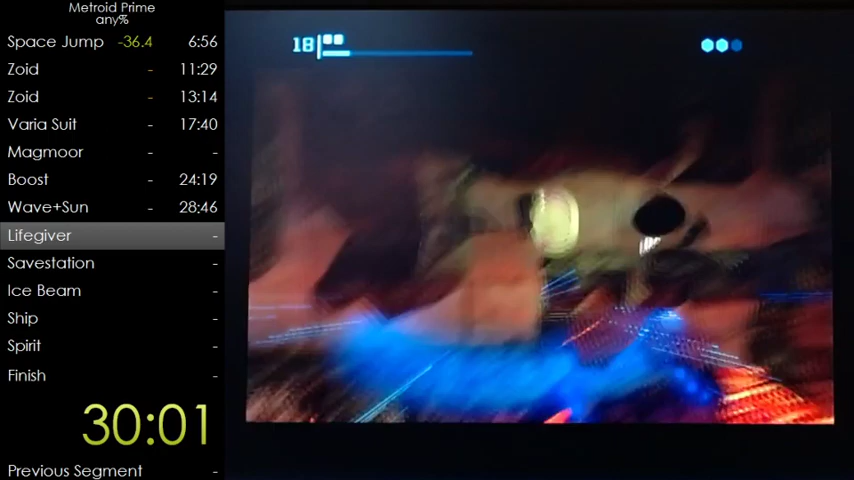 Metroid Prime
any%
Space Jump -36.4 6:56
Zoid - 11:29
Zoid - 13:14
Varia Suit - 17:40
Magmoor - -
Boost - 24:19
Wave+Sun - 28:46
Lifegiver -
Savestation -
Ice Beam -
Ship -
Spirit -
Finish -
30:01
Previous Segment -
18